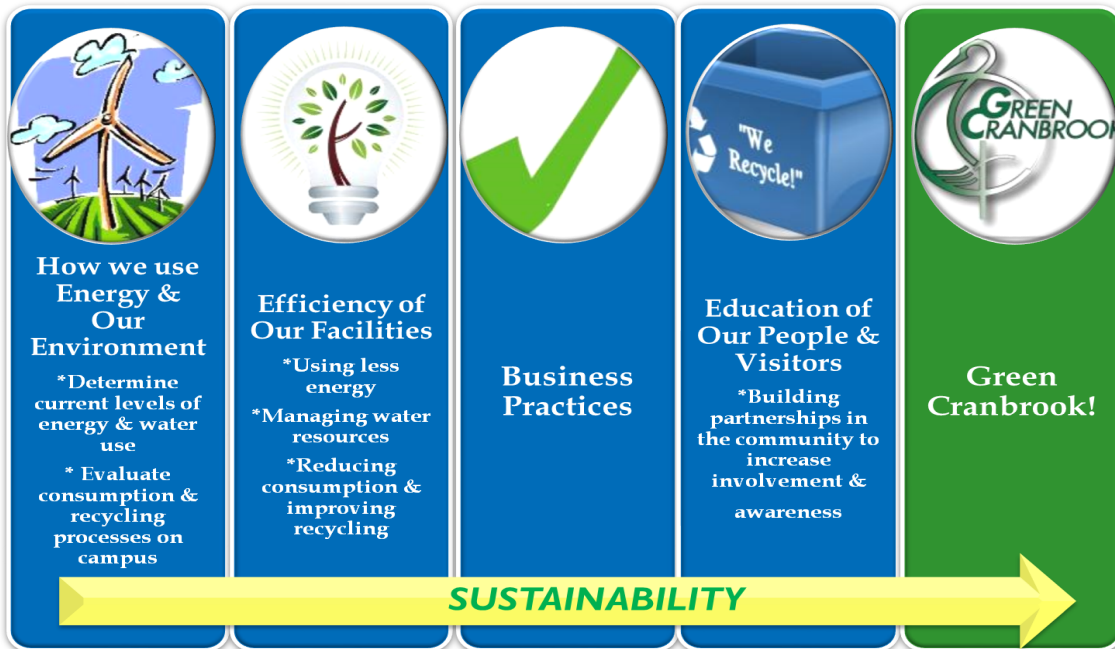 How we use
Energy &
Our
Environment
*Determine
current levels of
energy & water
use
* Evaluate
consumption &
recycling
processes on
campus
Efficiency of
Our Facilities
*Using less
energy
*Managing water
resources
*Reducing
consumption &
improving
recycling
Business
Practices
"We
Recycle!"
Education of
Our People &
Visitors
*Building
partnerships in
the community to
increase
involvement &
awareness
GREEN
CRANBROOK
Green
Cranbrook!
SUSTAINABILITY